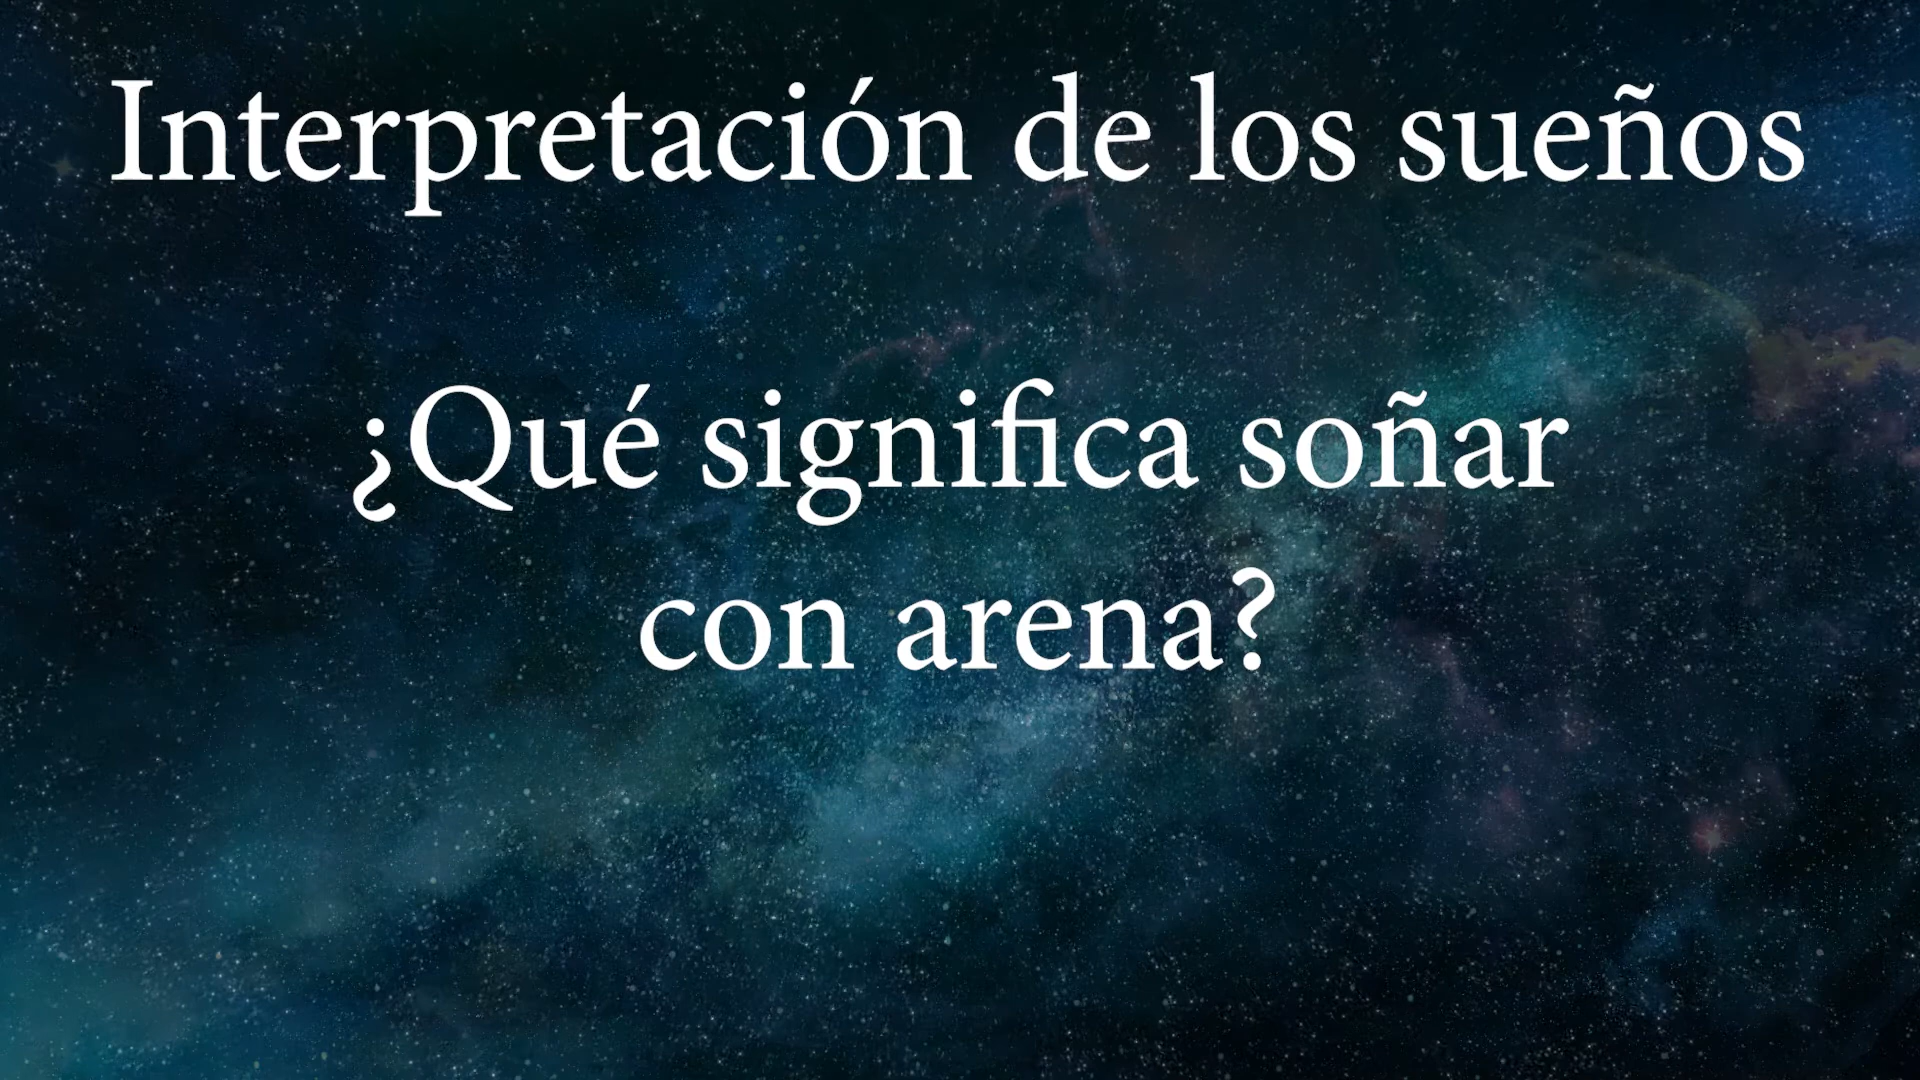 Interpretación de los sueños
¿Qué significa soñar
con arena?